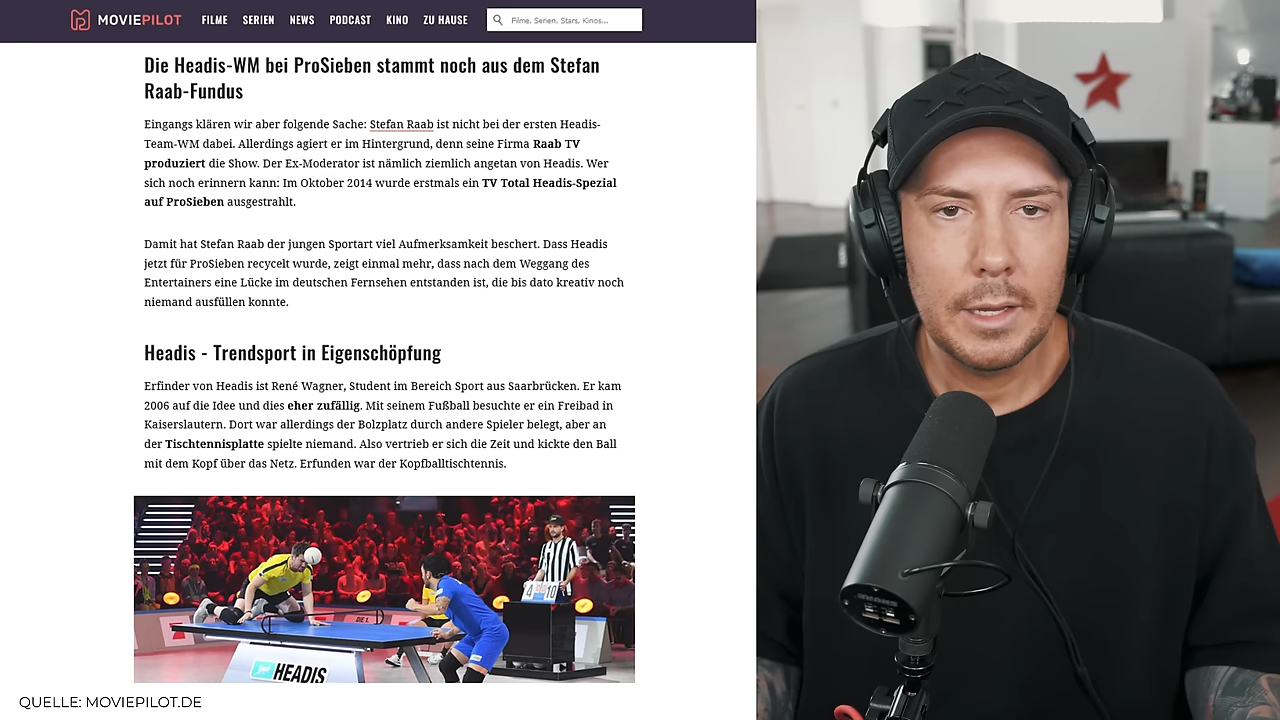 MOVIEPILOT FILME SERIEN NEWS PODCAST KINO ZU HAUSE Filme, Serien, Stars, Kinos...
Die Headis-WM bei ProSieben stammt noch aus dem Stefan
Raab-Fundus
Eingangs klären wir aber folgende Sache: Stefan Raab ist nicht bei der ersten Headis-
Team-WM dabei. Allerdings agiert er im Hintergrund, denn seine Firma Raab TV
produziert die Show. Der Ex-Moderator ist nämlich ziemlich angetan von Headis. Wer
sich noch erinnern kann: Im Oktober 2014 wurde erstmals ein TV Total Headis-Spezial
auf ProSieben ausgestrahlt.
Damit hat Stefan Raab der jungen Sportart viel Aufmerksamkeit beschert. Dass Headis
jetzt für ProSieben recycelt wurde, zeigt einmal mehr, dass nach dem Weggang des
Entertainers eine Lücke im deutschen Fernsehen entstanden ist, die bis dato kreativ noch
niemand ausfüllen konnte.
Headis - Trendsport in Eigenschöpfung
Erfinder von Headis ist René Wagner, Student im Bereich Sport aus Saarbrücken. Er kam
2006 auf die Idee und dies eher zufällig. Mit seinem Fußball besuchte er ein Freibad in
Kaiserslautern. Dort war allerdings der Bolzplatz durch andere Spieler belegt, aber an
der Tischtennisplatte spielte niemand. Also vertrieb er sich die Zeit und kickte den Ball
mit dem Kopf über das Netz. Erfunden war der Kopfballtischtennis.
4 10
HEADIS
QUELLE: MOVIEPILOT.DE